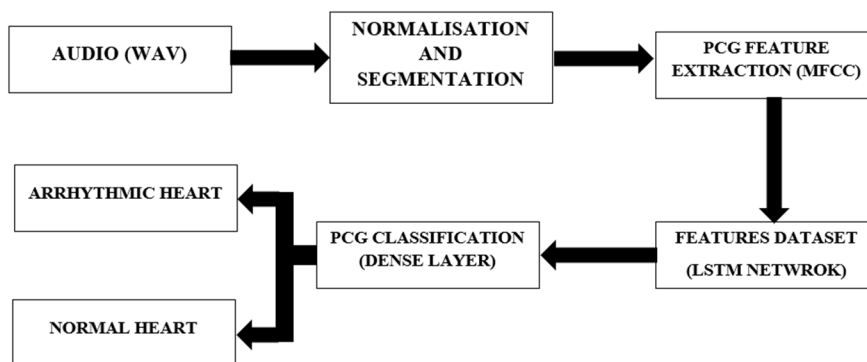 AUDIO (WAV)
NORMALISATION
AND
SEGMENTATION
PCG FEATURE
EXTRACTION (MFCC)
FEATURES DATASET
(LSTM NETWROK)
PCG CLASSIFICATION
(DENSE LAYER)
ARRHYTHMIC HEART
NORMAL HEART